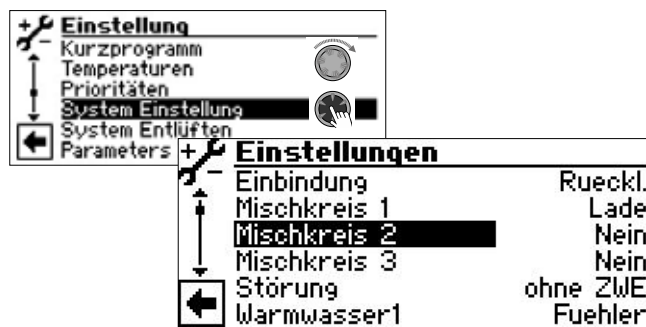 Einstellung
Kurzprogramm
Temperaturen
Prioritäten
System Einstellung
System Entlüften
Parameters
Einstellungen
Einbindung Rueckl.
Mischkreis 1 Lade
Mischkreis 2 Nein
Mischkreis 3 Nein
Störung ohne ZWE
Warmwasser1 Fuehler